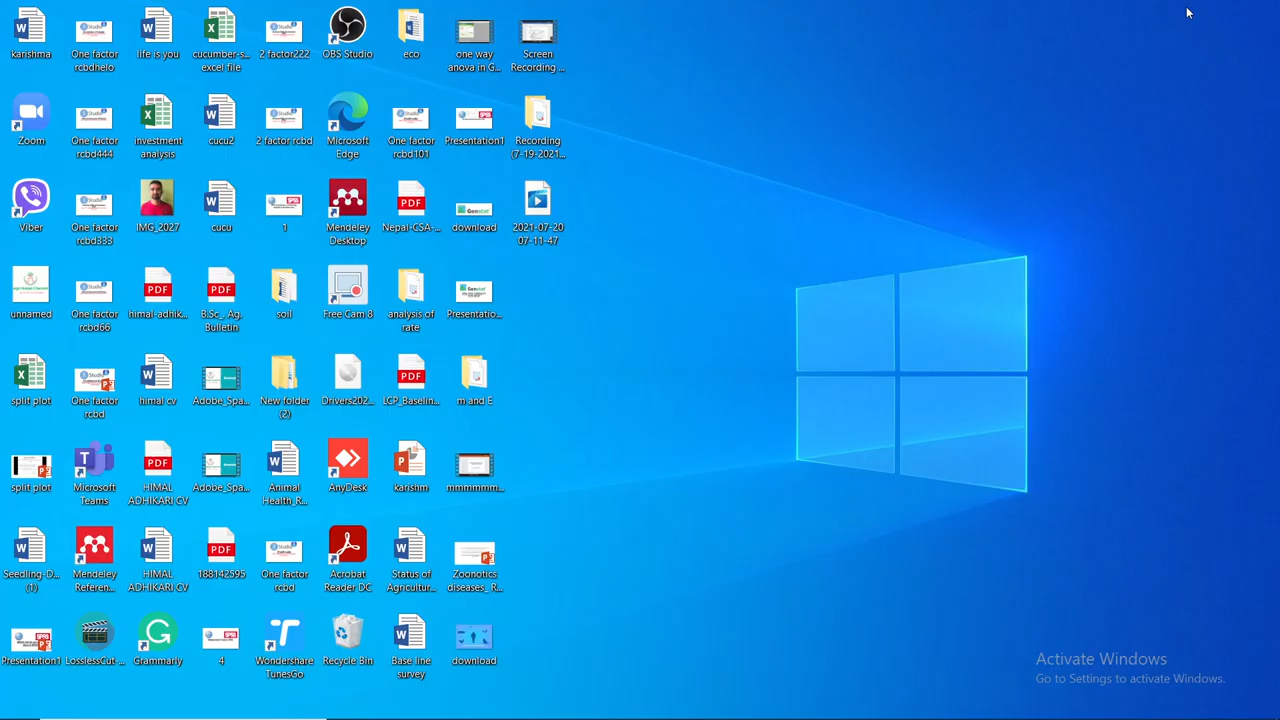 karishma
One factor
rcbdhelo
life is you
cucumber-s...
excel file
2 factor222
OBS Studio
eco
one way
anova in G...
Screen
Recording ...
Zoom
One factor
rcbd444
investment
analysis
cucu2
2 factor rcbd
Microsoft
Edge
One factor
rcbd101
Presentation1
Recording
(7-19-2021...
Viber
One factor
rcbd333
IMG_2027
cucu
1
Mendeley
Desktop
Nepal-CSA-...
download
2021-07-20
07-11-47
unnamed
One factor
rcbd66
himal-adhik...
B.Sc_. Ag.
Bulletin
soil
Free Cam 8
analysis of
rate
Presentatio...
split plot
One factor
rcbd
himal cv
Adobe_Spa...
New folder
(2)
Drivers202...
LCP_Baselin...
m and E
split plot
Microsoft
Teams
HIMAL
ADHIKARI CV
Adobe_Spa...
Animal
Health_R...
AnyDesk
karishm
mmmmmm...
Seedling-D...
(1)
Mendeley
Referen...
HIMAL
ADHIKARI CV
188142595
One factor
rcbd
Acrobat
Reader DC
Status of
Agricultur...
Zoonotics
diseases_ R...
Presentation1
LosslessCut-...
Grammarly
4
Wondershare
TunesGo
Recycle Bin
Base line
survey
download
Activate Windows
Go to Settings to activate Windows.